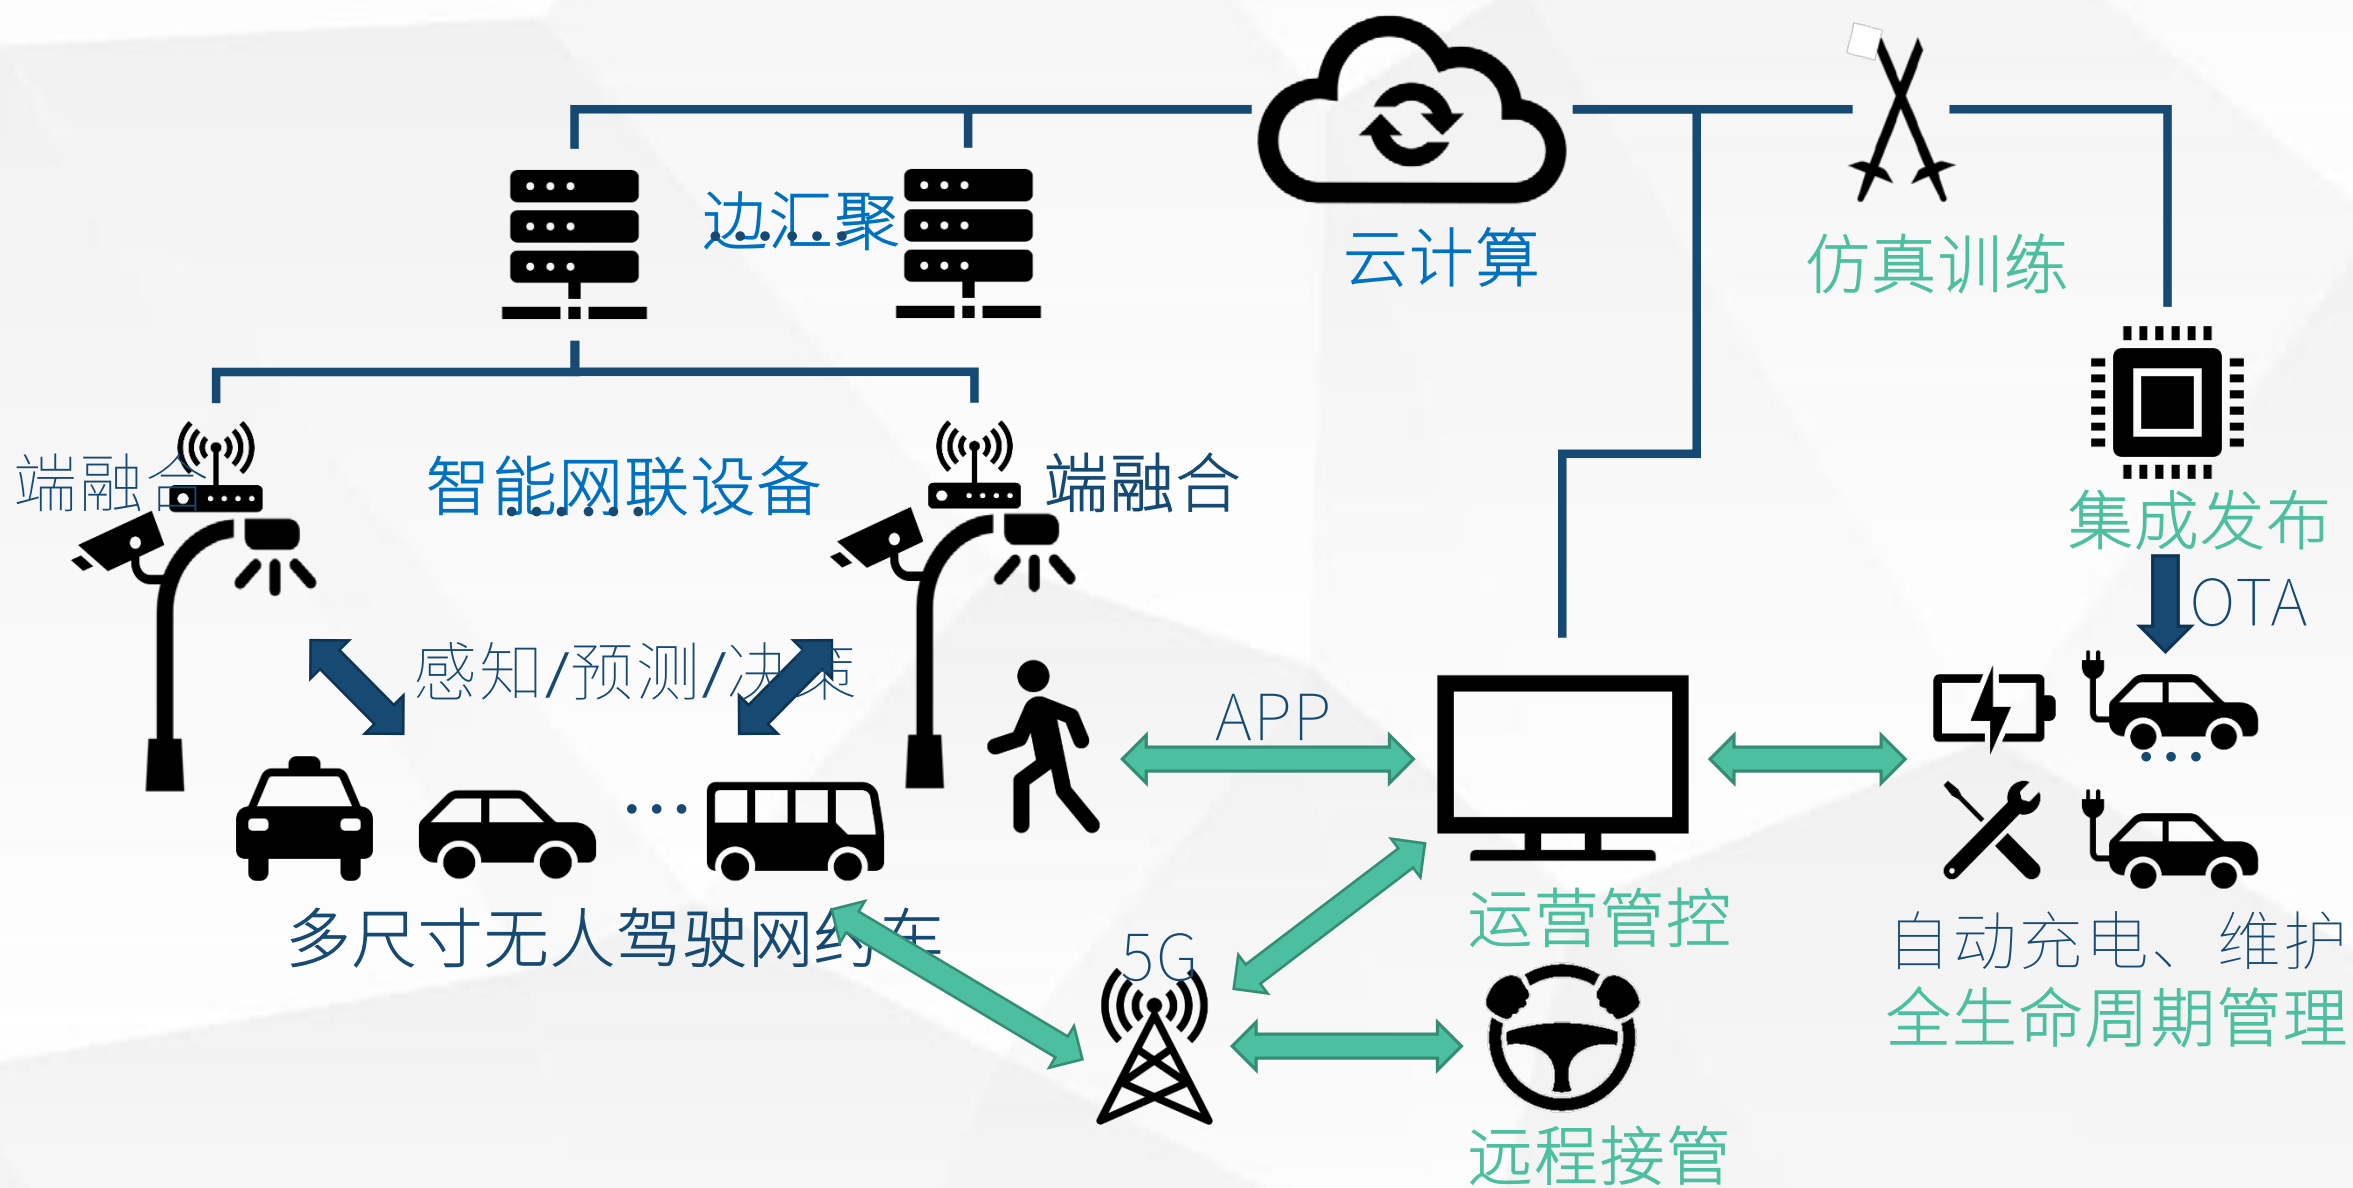 边汇聚
云计算
仿真训练
端融合
智能网联设备
端融合
集成发布
OTA
感知/预测/决策
APP
多尺寸无人驾驶网约车
5G
运营管控
自动充电、维护
全生命周期管理
远程接管